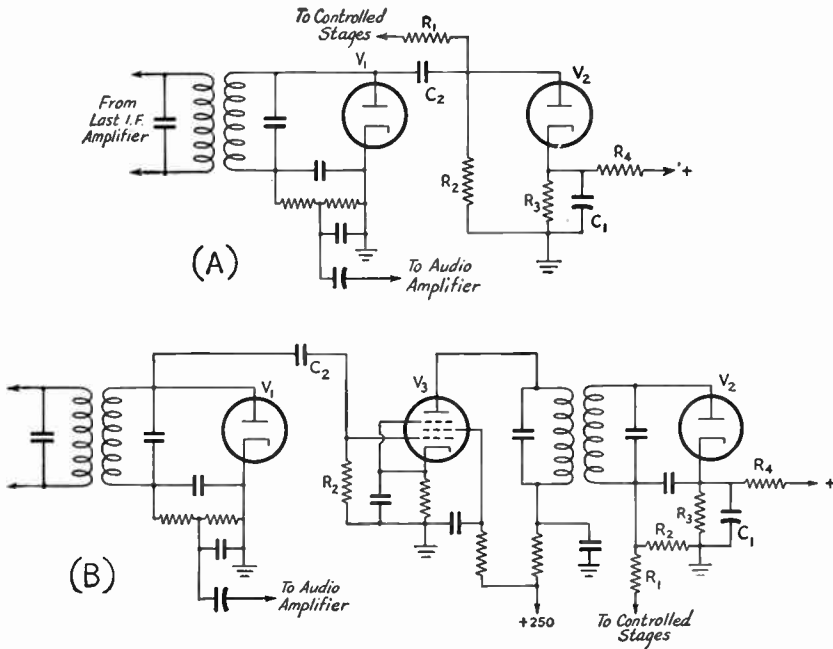 To Controlled
Stages
R1
V1
C2
V2
From
Last I.F.
Amplifier
R2
R4
+
R3
C1
(A)
To Audio
Amplifier
C2
V1
V3
V2
R2
R4
+
R3
C1
R2
R1
(B)
To Audio
Amplifier
+250
To Controlled
Stages